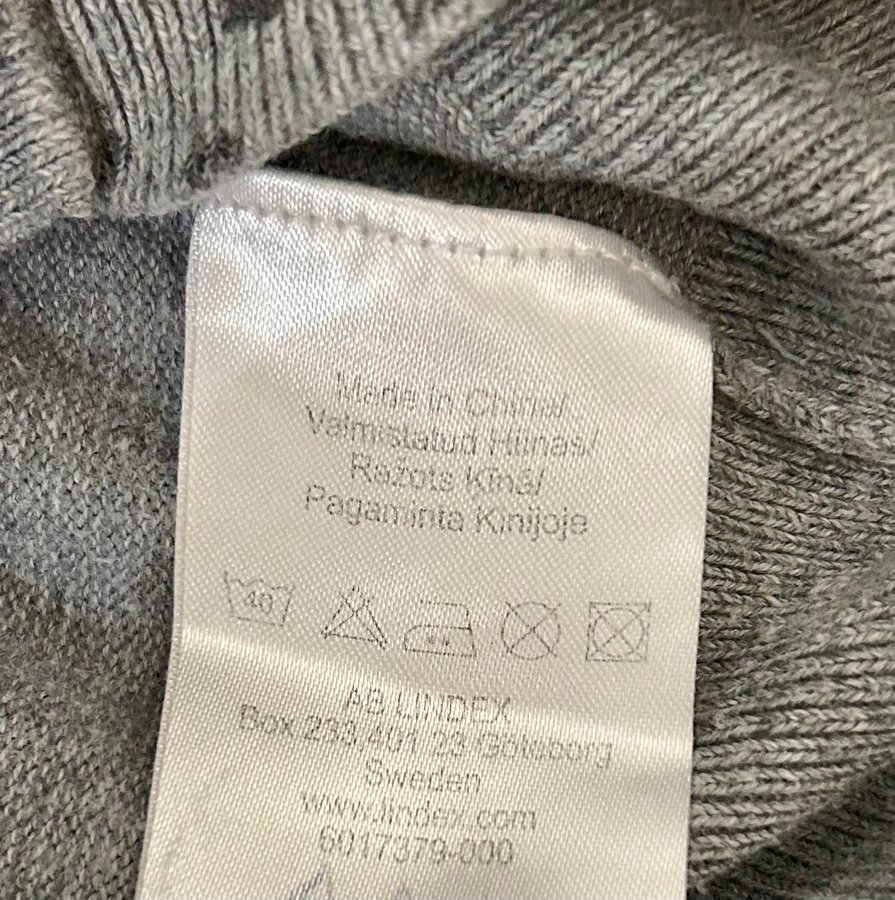 Made in China/
Valmistatud Hiinas/
Ražots Ķīnā/
Pagaminta Kinijoje
40
AB LINDEX
Box 233,401 23 Göteborg
Sweden
www.lindex.com
6017379-000